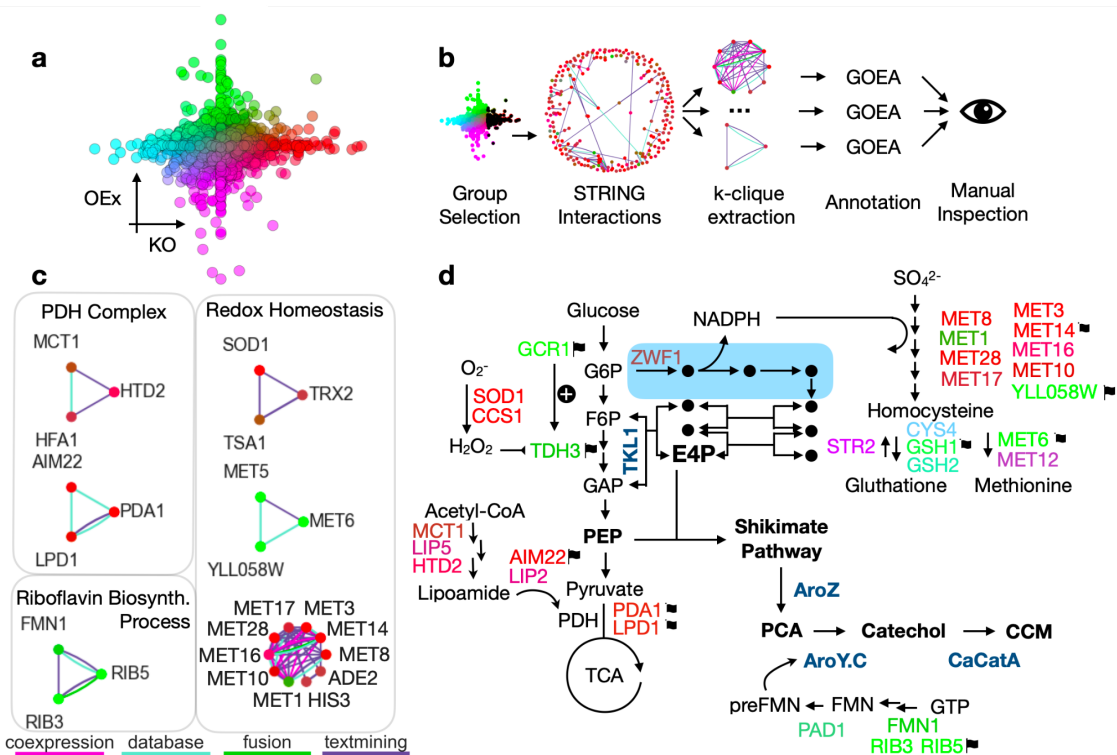 a
OEx
KO
b
GOEA
GOEA
GOEA
...
Group
Selection
STRING
Interactions
k-clique
extraction
Annotation
Manual
Inspection
c
PDH Complex
MCT1
HTD2
HFA1
AIM22
PDA1
LPD1
Riboflavin Biosynth.
Process
FMN1
RIB5
RIB3
Redox Homeostasis
SOD1
TRX2
TSA1
MET5
MET6
YLL058W
MET17 MET3
MET28 MET14
MET16 MET8
MET10 ADE2
MET1 HIS3
coexpression database fusion textmining
d
Glucose
GCR1
G6P
ZWF1
NADPH
O₂⁻
SOD1
CCS1
H₂O₂
F6P
TDH3
TKL1
E4P
GAP
PEP
Acetyl-CoA
MCT1
LIP5
HTD2
Lipoamide
AIM22
LIP2
Pyruvate
PDH
PDA1
LPD1
TCA
SO₄²⁻
MET8
MET1
MET28
MET17
MET3
MET14
MET16
MET10
YLL058W
Homocysteine
STR2
CYS4
GSH1
GSH2
MET6
MET12
Gluthatione
Methionine
Shikimate
Pathway
AroZ
PCA
Catechol
CCM
AroY.C
CaCatA
preFMN
FMN
GTP
PAD1
FMN1
RIB3 RIB5